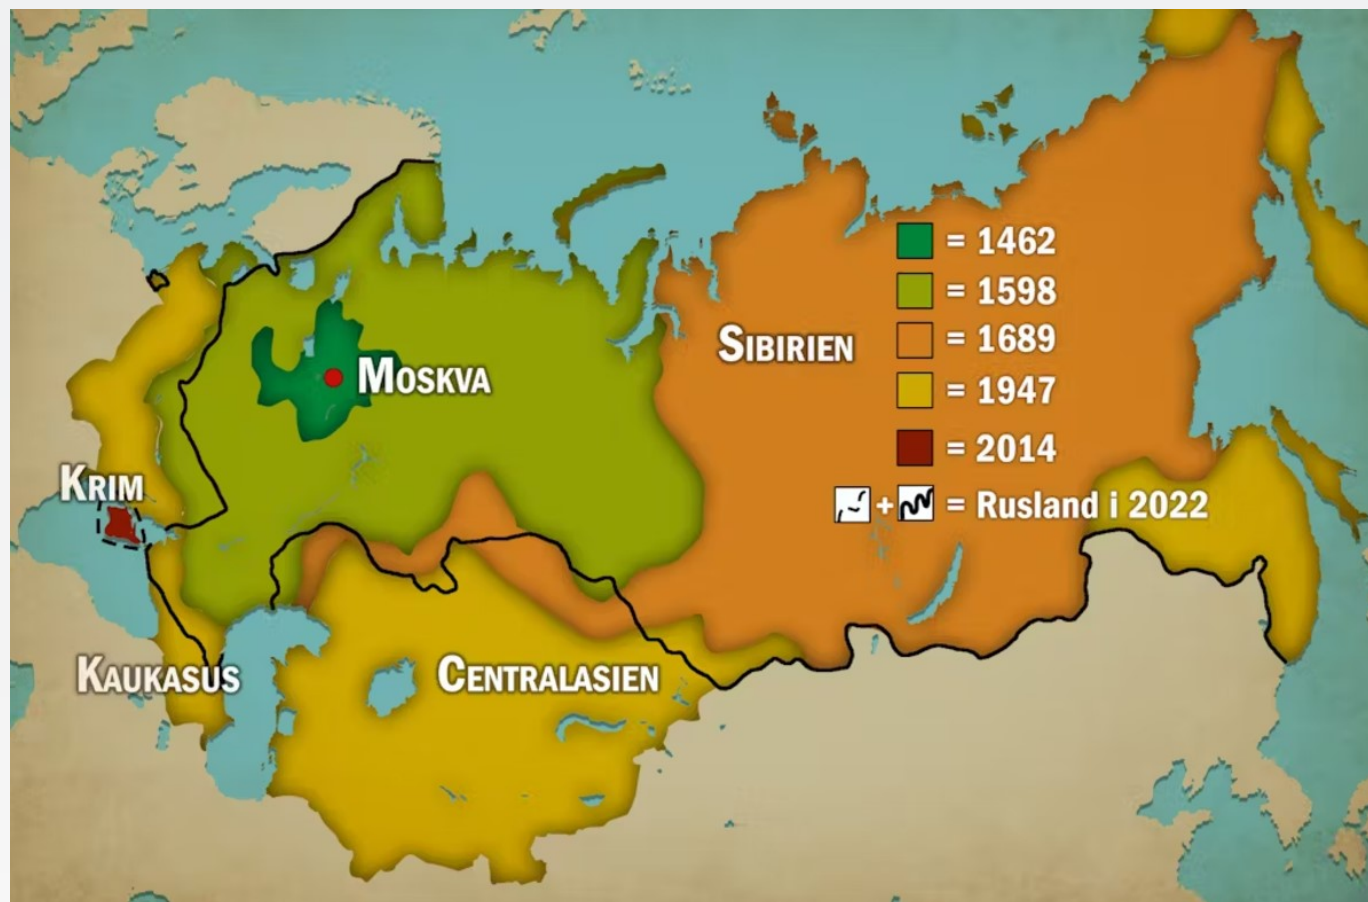 = 1462
= 1598
SIBIRIEN
= 1689
MOSKVA
= 1947
= 2014
KRIM
+ = Rusland i 2022
KAUKASUS
CENTRALASIEN